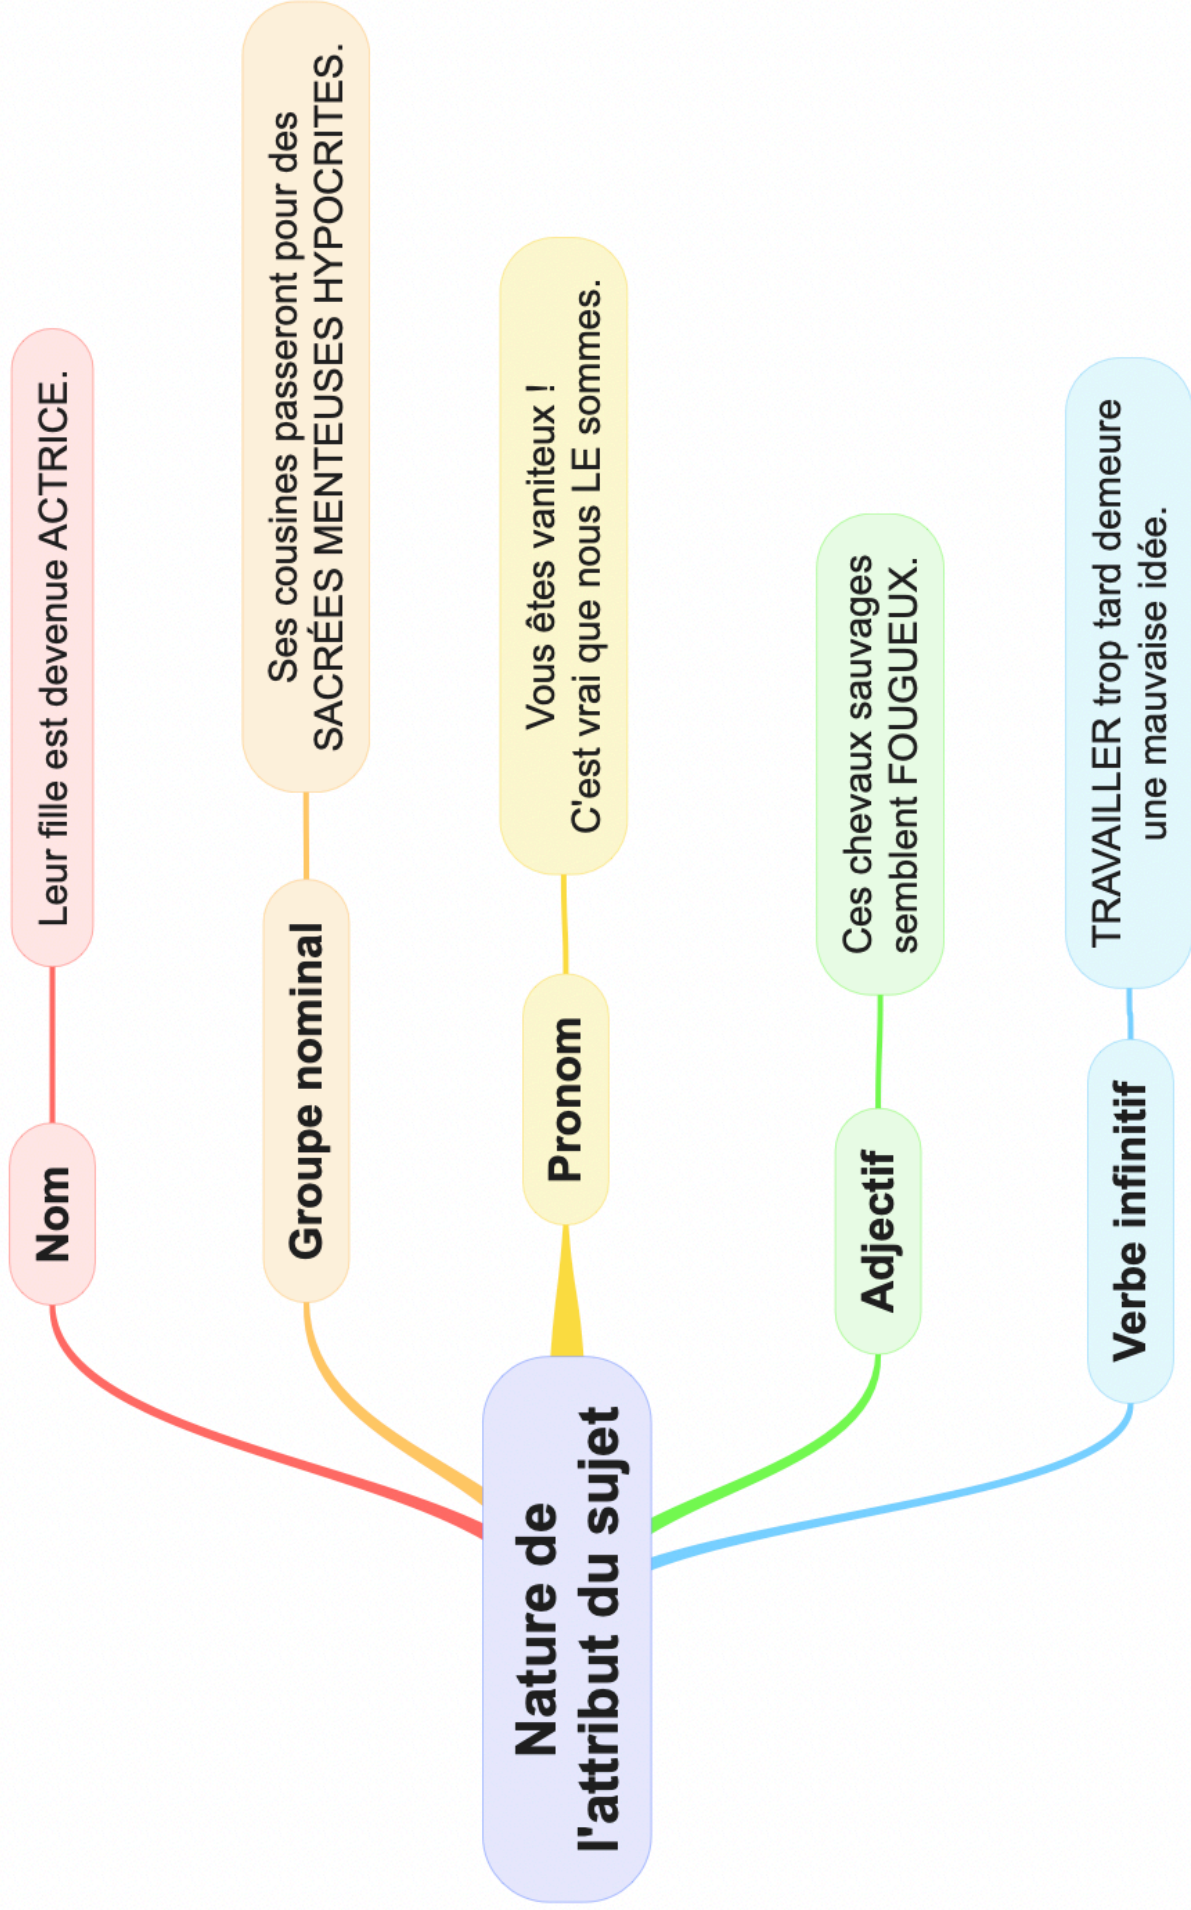 Nature de
l'attribut du sujet
Nom
Leur fille est devenue ACTRICE.
Groupe nominal
Ses cousines passeront pour des
SACRÉES MENTEUSES HYPOCRITES.
Pronom
Vous êtes vaniteux !
C'est vrai que nous LE sommes.
Adjectif
Ces chevaux sauvages
semblent FOUGUEUX.
Verbe infinitif
TRAVAILLER trop tard demeure
une mauvaise idée.